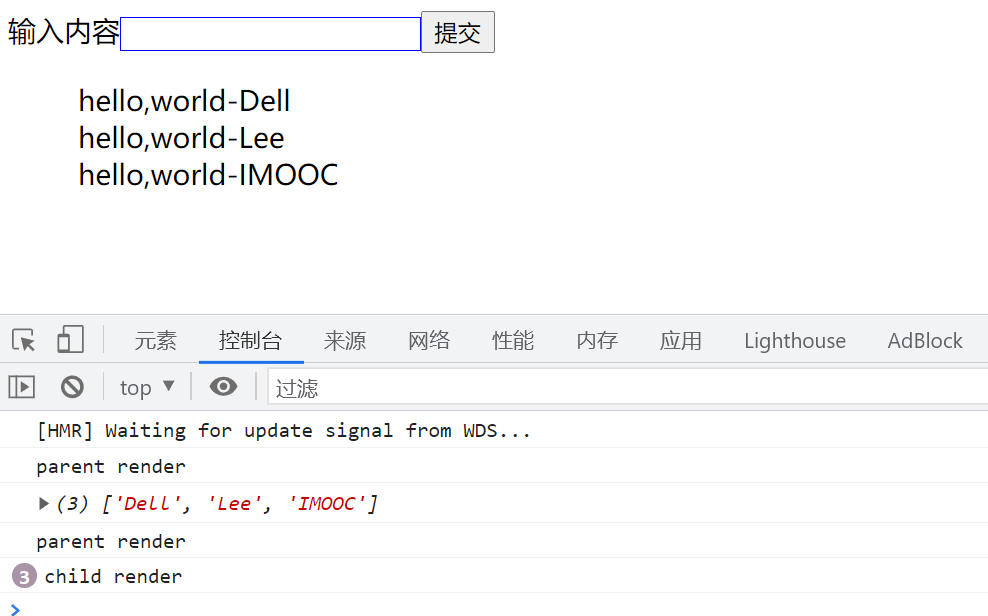 输入内容 提交
hello,world-Dell
hello,world-Lee
hello,world-IMOOC
元素 控制台 来源 网络 性能 内存 应用 Lighthouse AdBlock
top ▼ 过滤
[HMR] Waiting for update signal from WDS...
parent render
▶ (3) ['Dell', 'Lee', 'IMOOC']
parent render
3 child render
>